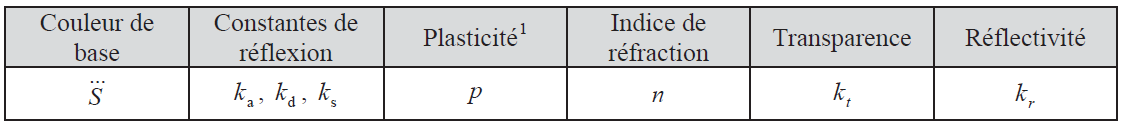 Couleur de base
Constantes de réflexion
Plasticité¹
Indice de réfraction
Transparence
Réflectivité
S⃛
kₐ, k_d, kₛ
p
n
kₜ
kᵣ